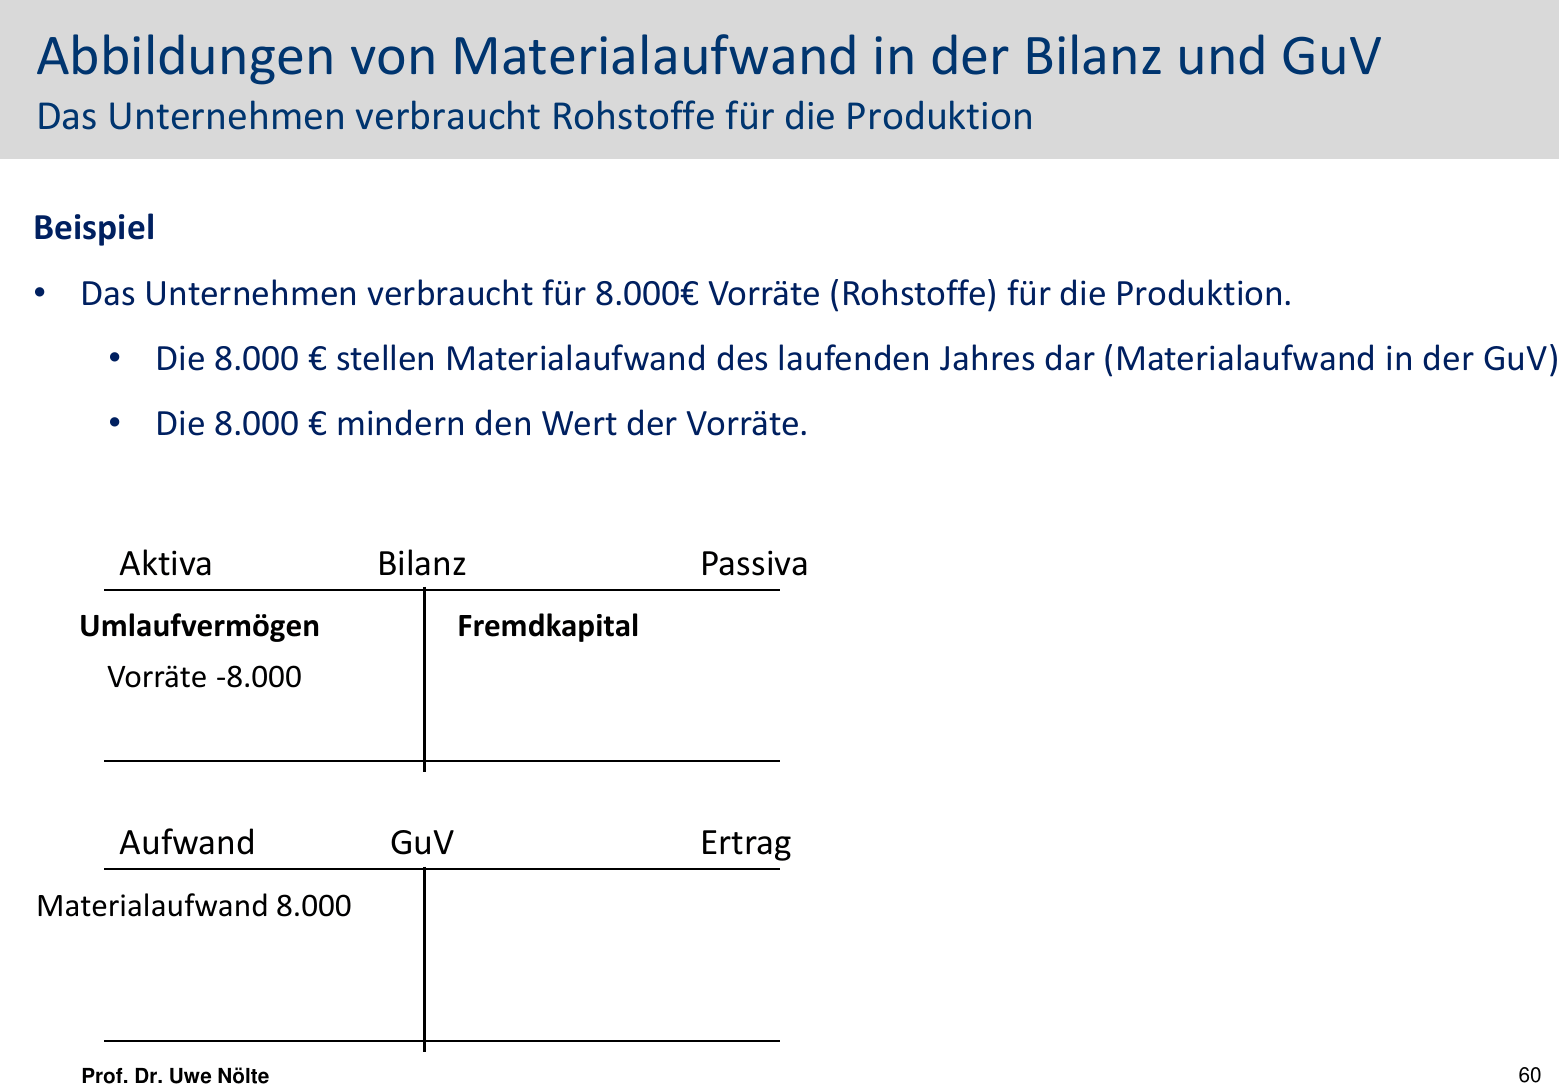 Abbildungen von Materialaufwand in der Bilanz und GuV
Das Unternehmen verbraucht Rohstoffe für die Produktion
Beispiel
• Das Unternehmen verbraucht für 8.000€ Vorräte (Rohstoffe) für die Produktion.
• Die 8.000 € stellen Materialaufwand des laufenden Jahres dar (Materialaufwand in der GuV)
• Die 8.000 € mindern den Wert der Vorräte.
Aktiva Bilanz Passiva
Umlaufvermögen Fremdkapital
Vorräte -8.000
Aufwand GuV Ertrag
Materialaufwand 8.000
Prof. Dr. Uwe Nölte 60